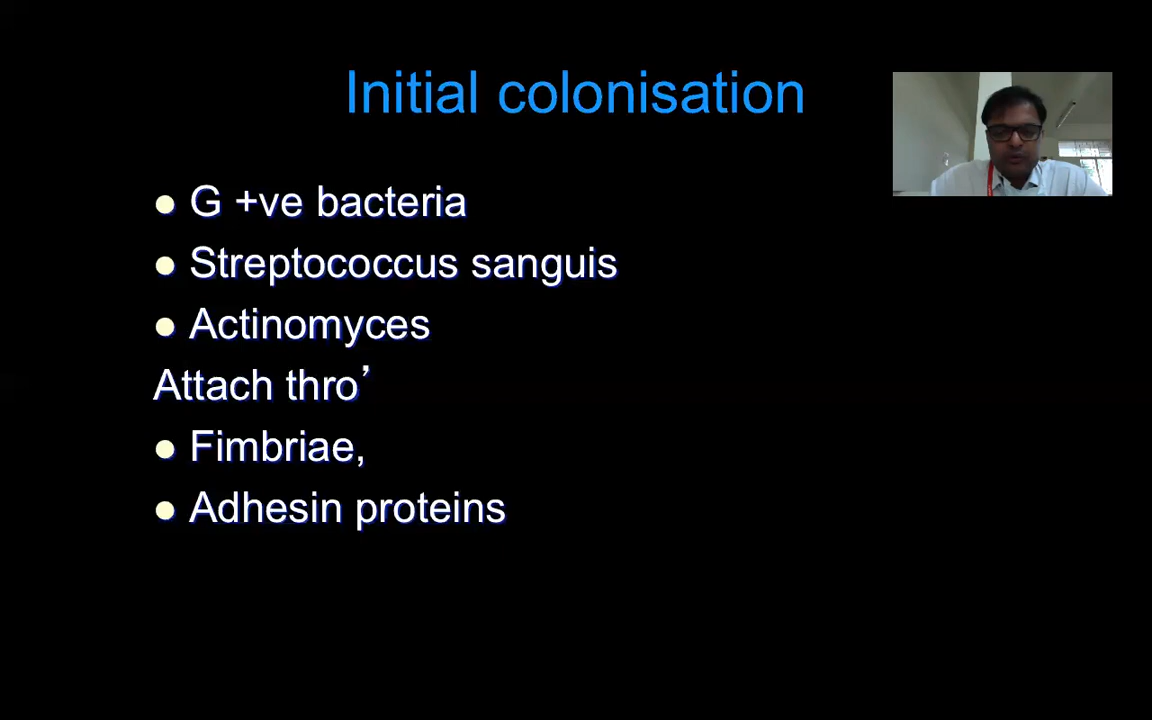 Initial colonisation
● G +ve bacteria
● Streptococcus sanguis
● Actinomyces
Attach thro’
● Fimbriae,
● Adhesin proteins